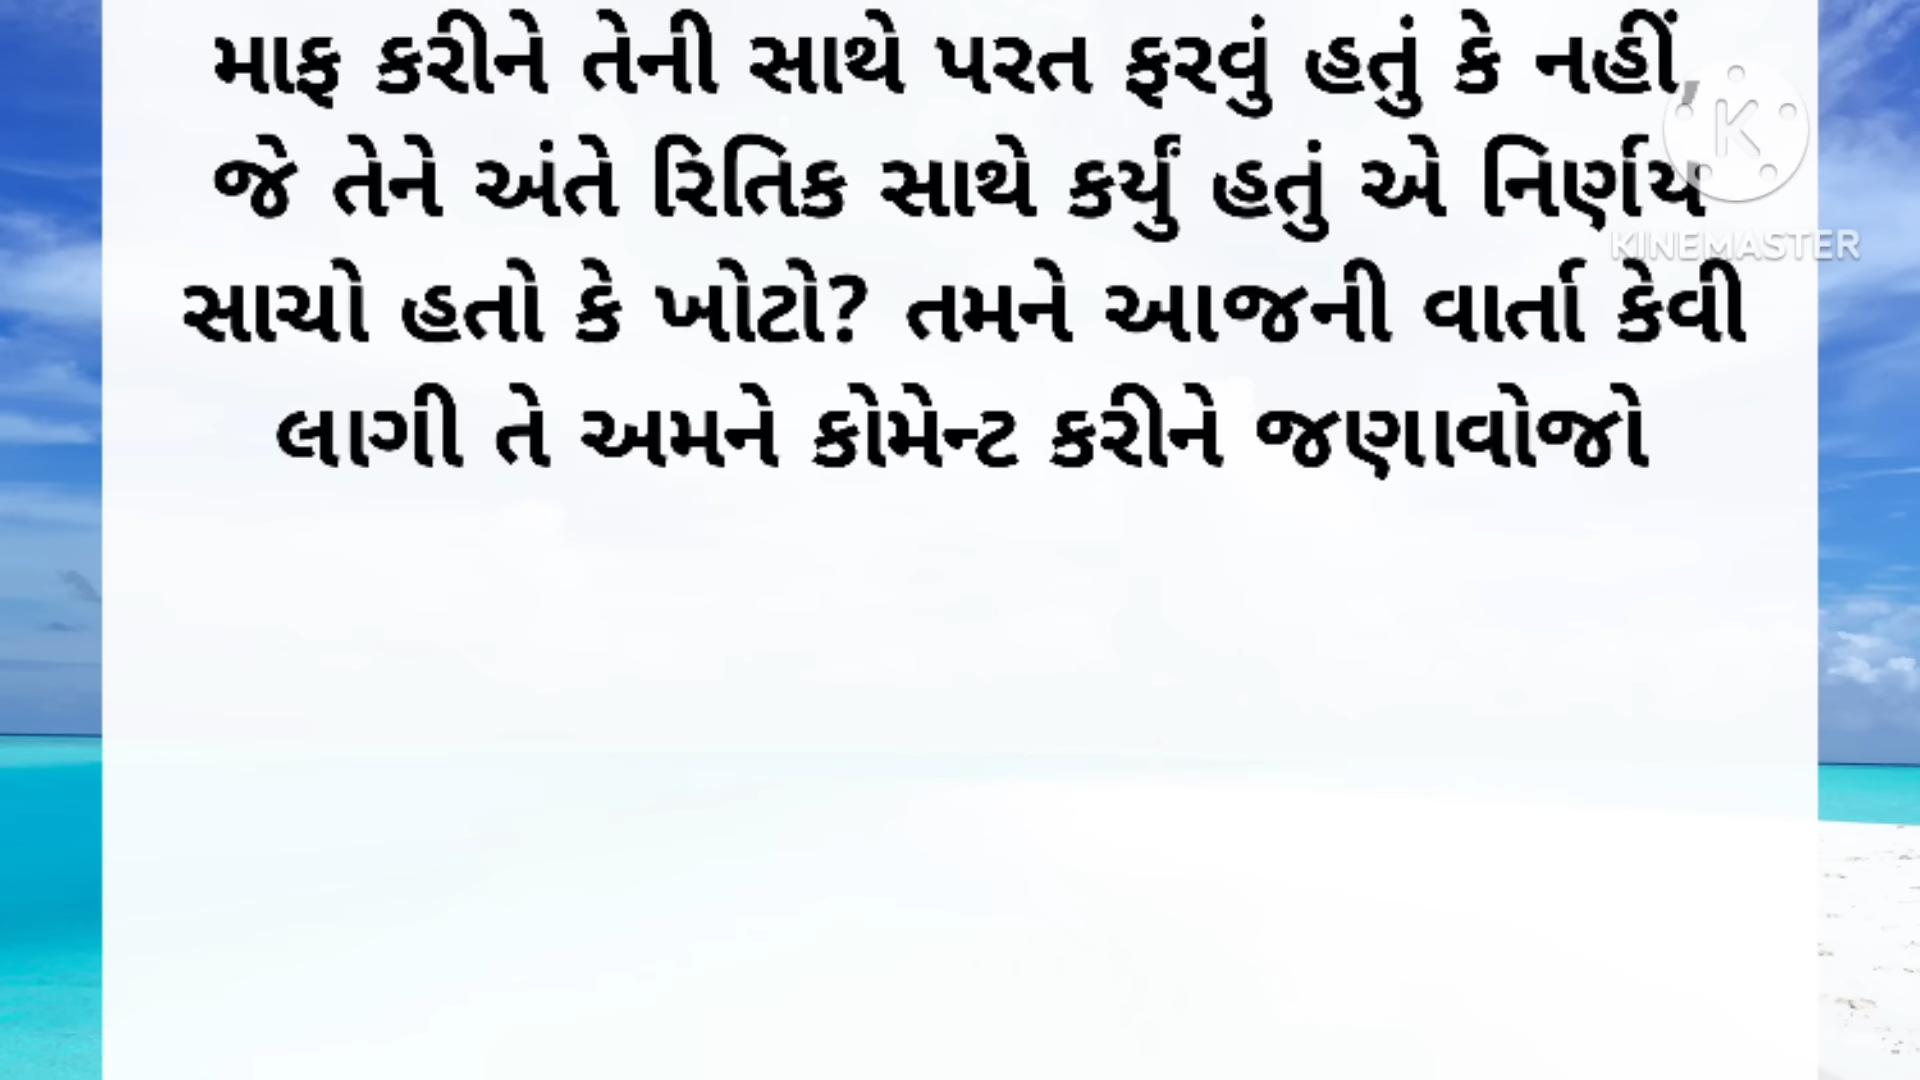 માફ કરીને તેની સાથે પરત ફરવું હતું કે નહીં,
જે તેને અંતે રિતિક સાથે કર્યું હતું એ નિર્ણય
સાચો હતો કે ખોટો? તમને આજની વાર્તા કેવી
લાગી તે અમને કોમેન્ટ કરીને જણાવોજો
K
KINEMASTER